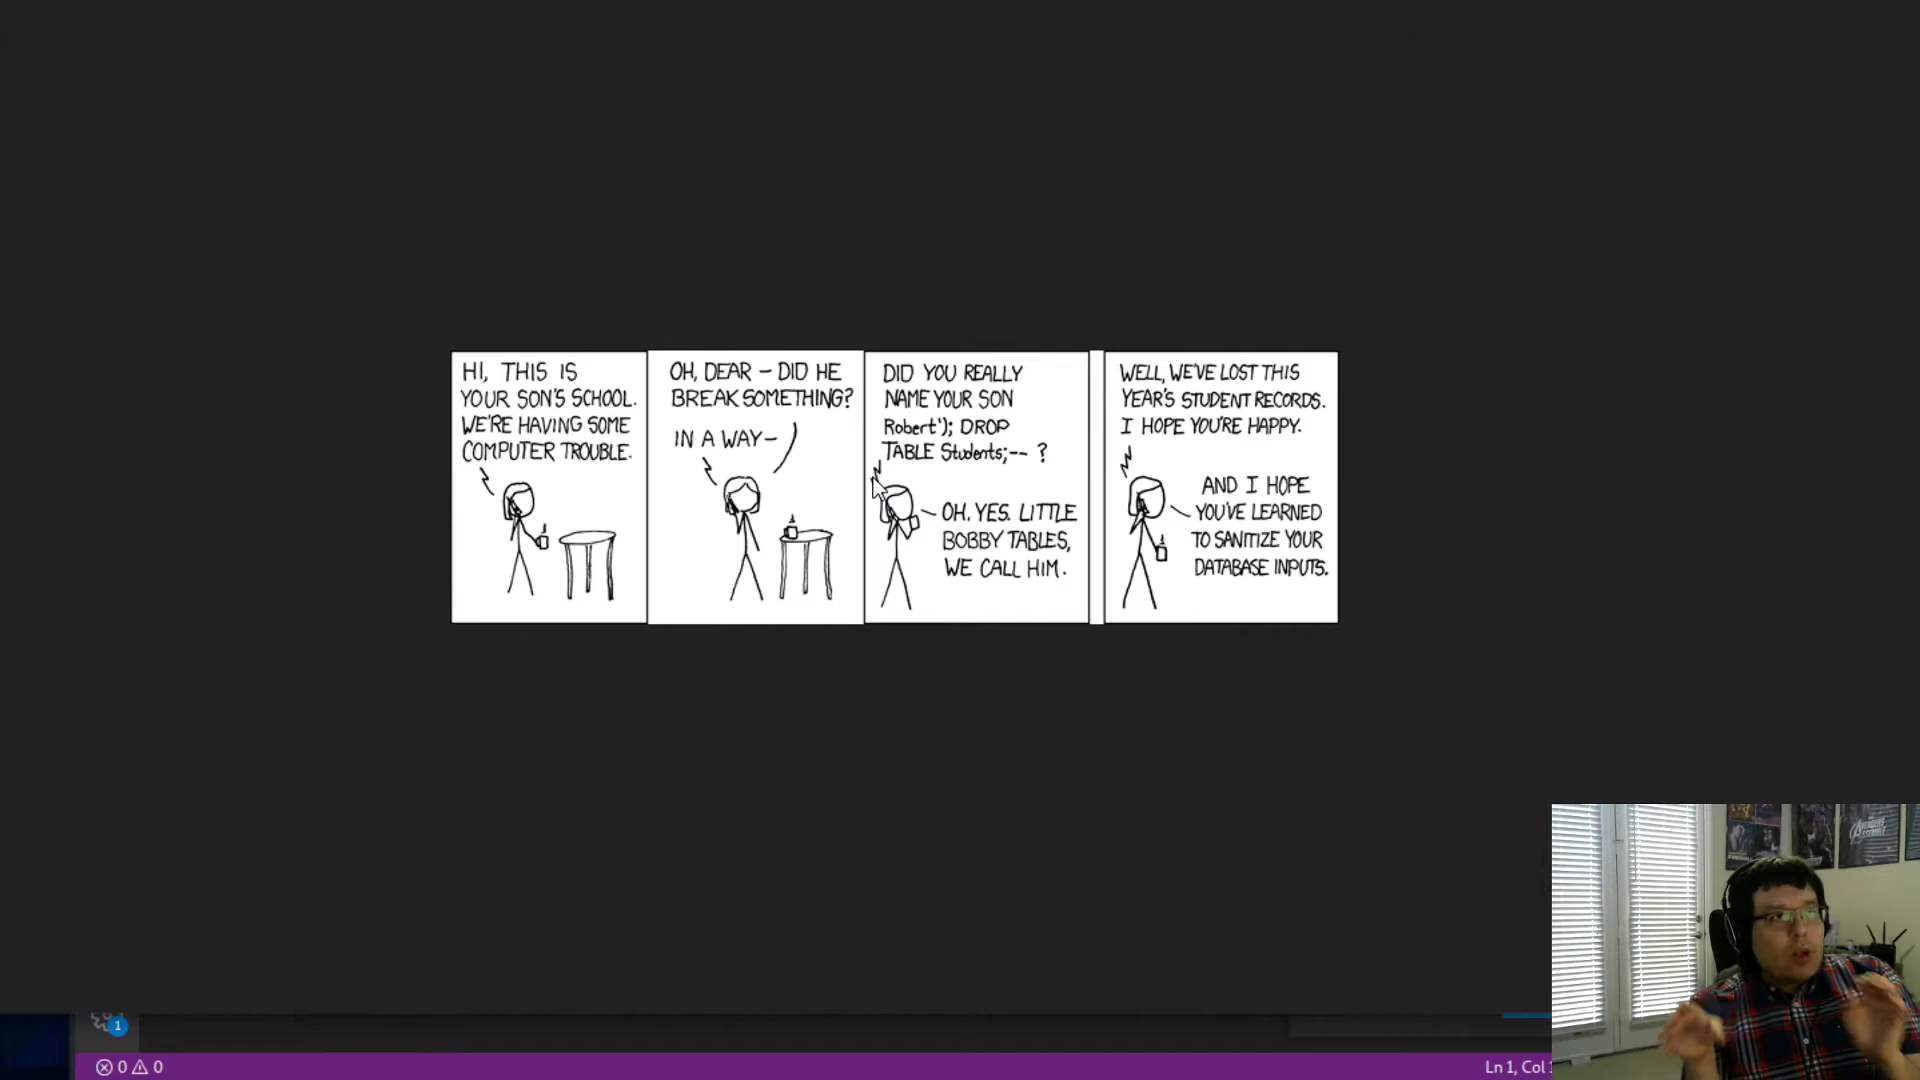 HI, THIS IS
YOUR SON'S SCHOOL.
WE'RE HAVING SOME
COMPUTER TROUBLE.
OH, DEAR – DID HE
BREAK SOMETHING?
IN A WAY–
DID YOU REALLY
NAME YOUR SON
Robert'); DROP
TABLE Students;-- ?
OH, YES. LITTLE
BOBBY TABLES,
WE CALL HIM.
WELL, WE'VE LOST THIS
YEAR'S STUDENT RECORDS.
I HOPE YOU'RE HAPPY.
AND I HOPE
YOU'VE LEARNED
TO SANITIZE YOUR
DATABASE INPUTS.
AVENGERS
1
0 0
Ln 1, Col